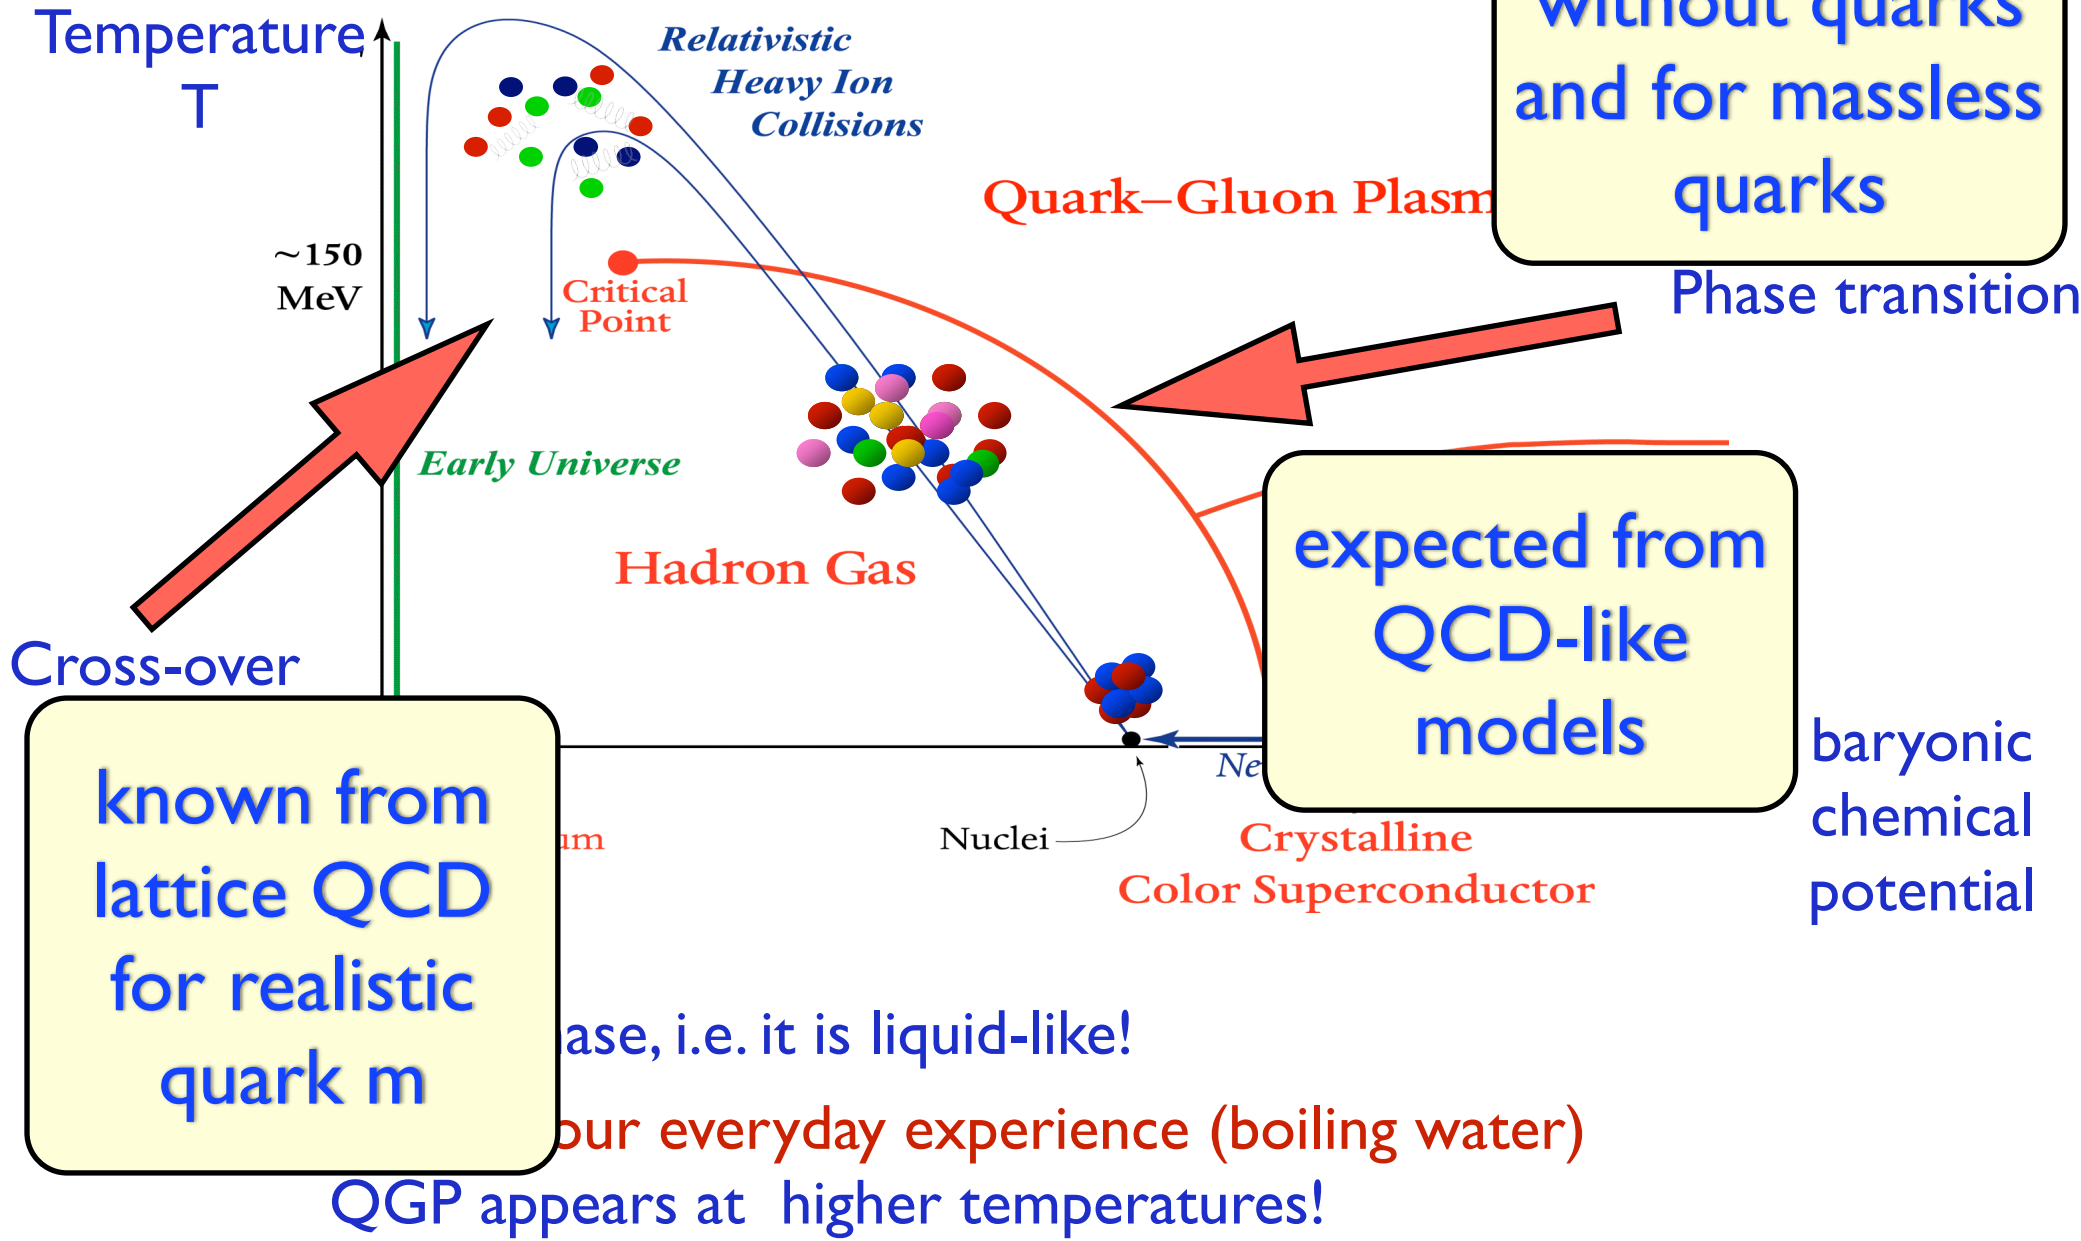 Temperature
T
Relativistic
Heavy Ion
Collisions
without quarks
and for massless
quarks
Quark–Gluon Plasm
~150
MeV
Critical
Point
Phase transition
Early Universe
Hadron Gas
expected from
QCD-like
models
Cross-over
known from
lattice QCD
for realistic
quark m
Ne
baryonic
chemical
potential
um
Nuclei
Crystalline
Color Superconductor
ase, i.e. it is liquid-like!
our everyday experience (boiling water)
QGP appears at higher temperatures!